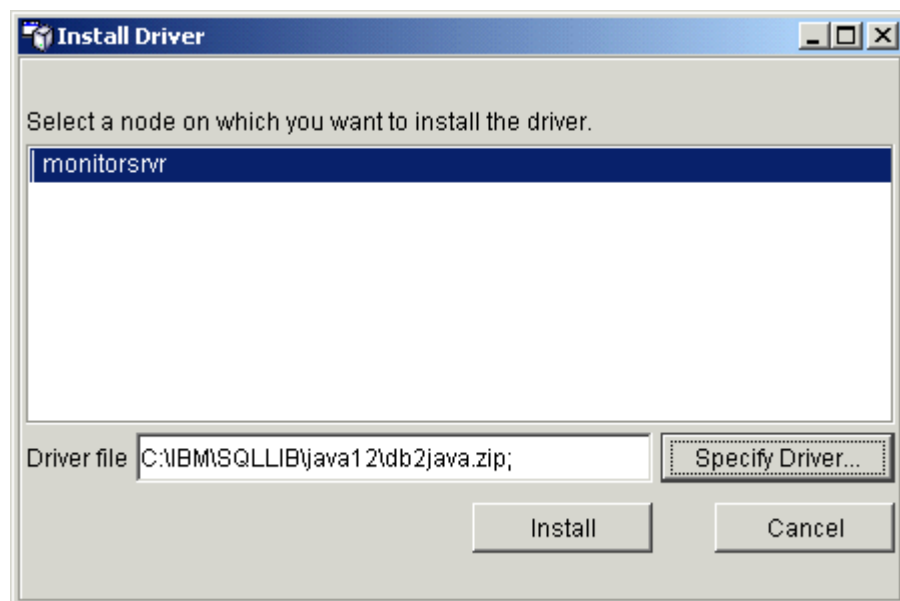 Install Driver
Select a node on which you want to install the driver.
monitorsrvr
Driver file C:\IBM\SQLLIB\java12\db2java.zip; Specify Driver...
Install Cancel